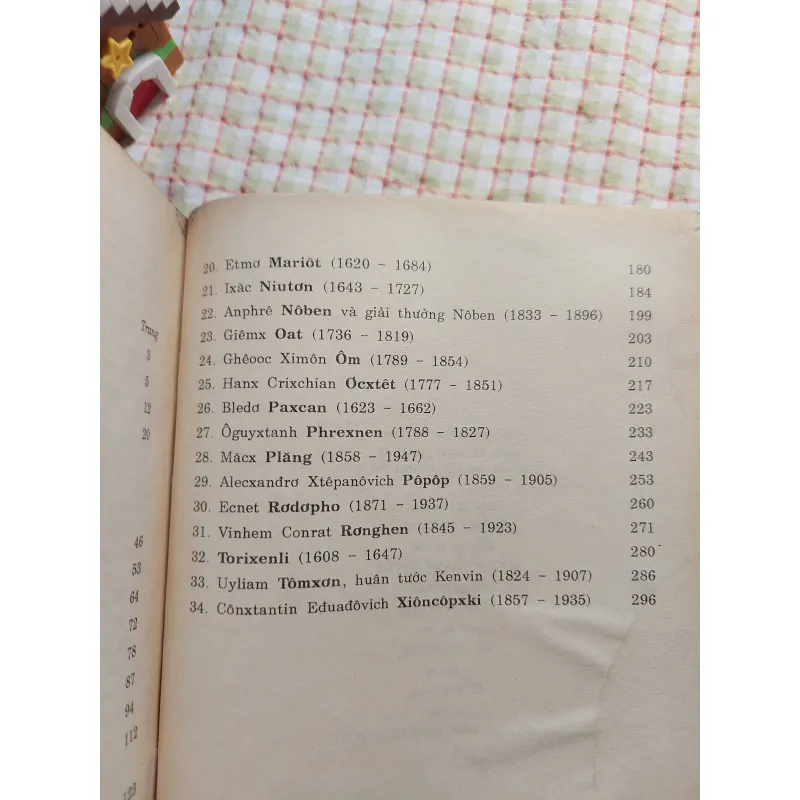 Trang
3
5
12
20
46
53
64
72
78
87
94
112
123
20. Etmơ Mariôt (1620 - 1684) 180
21. Ixăc Niutơn (1643 - 1727) 184
22. Anphrê Nôben và giải thưởng Nôben (1833 - 1896) 199
23. Giêmx Oat (1736 - 1819) 203
24. Ghêooc Ximôn Ôm (1789 - 1854) 210
25. Hanx Crixchian Ơcxtêt (1777 - 1851) 217
26. Bledơ Paxcan (1623 - 1662) 223
27. Ôguyxtanh Phrexnen (1788 - 1827) 233
28. Măcx Plăng (1858 - 1947) 243
29. Alecxanđrơ Xtêpanôvich Pôpôp (1859 - 1905) 253
30. Ecnet Rơdơpho (1871 - 1937) 260
31. Vinhem Conrat Rơnghen (1845 - 1923) 271
32. Torixenli (1608 - 1647) 280
33. Uyliam Tômxơn, huân tước Kenvin (1824 - 1907) 286
34. Cônxtantin Eđuađôvich Xiôncôpxki (1857 - 1935) 296